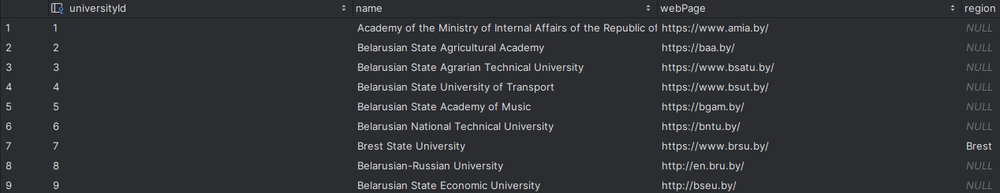 universityId name webPage region
1 1 Academy of the Ministry of Internal Affairs of the Republic of https://www.amia.by/ NULL
2 2 Belarusian State Agricultural Academy https://baa.by/ NULL
3 3 Belarusian State Agrarian Technical University https://www.bsatu.by/ NULL
4 4 Belarusian State University of Transport https://www.bsut.by/ NULL
5 5 Belarusian State Academy of Music https://bgam.by/ NULL
6 6 Belarusian National Technical University https://bntu.by/ NULL
7 7 Brest State University https://www.brsu.by/ Brest
8 8 Belarusian-Russian University http://en.bru.by/ NULL
9 9 Belarusian State Economic University http://bseu.by/ NULL